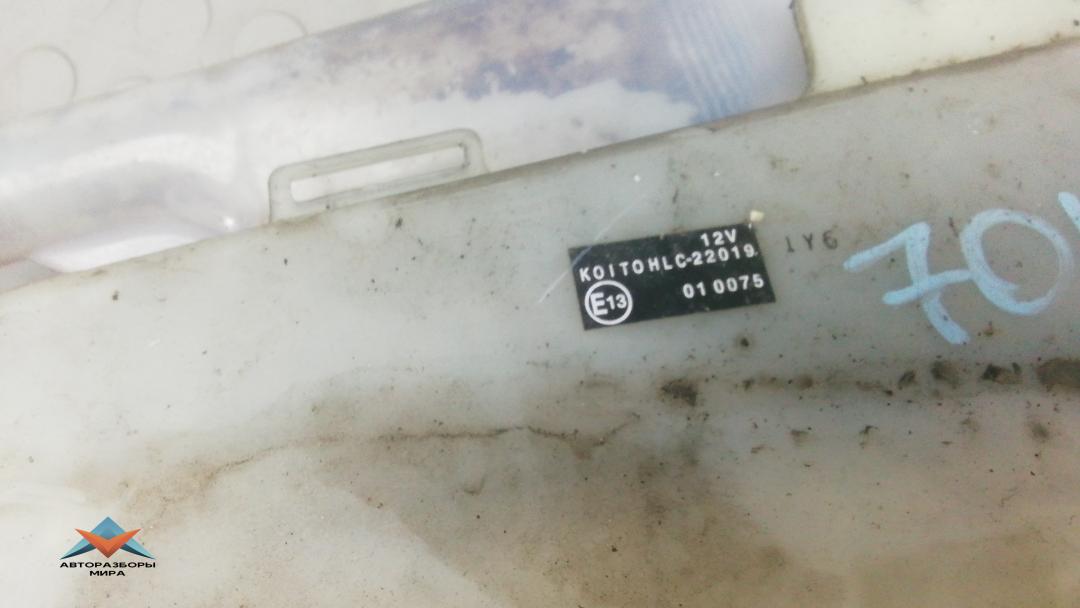 12V
KOITO HLC-22019
E13
01 0075
1Y6
70
АВТОРАЗБОРЫ
МИРА